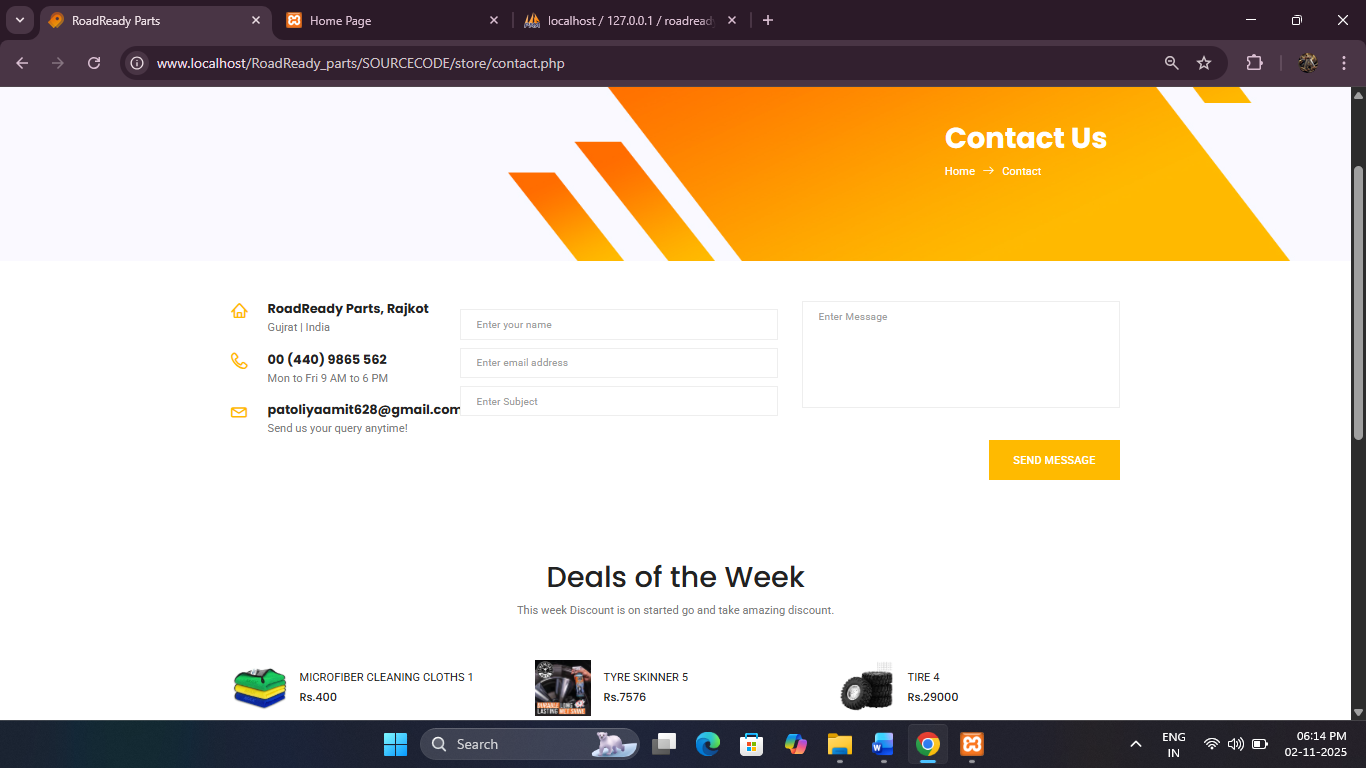 RoadReady Parts
Home Page
localhost / 127.0.0.1 / roadready
www.localhost/RoadReady_parts/SOURCECODE/store/contact.php
Contact Us
Home → Contact
RoadReady Parts, Rajkot
Gujrat | India
00 (440) 9865 562
Mon to Fri 9 AM to 6 PM
patoliyaamit628@gmail.com
Send us your query anytime!
Enter your name
Enter email address
Enter Subject
Enter Message
SEND MESSAGE
Deals of the Week
This week Discount is on started go and take amazing discount.
MICROFIBER CLEANING CLOTHS 1
Rs.400
DURABLE LONG
LASTING WET SHINE
TYRE SKINNER 5
Rs.7576
TIRE 4
Rs.29000
Search
ENG
IN
06:14 PM
02-11-2025